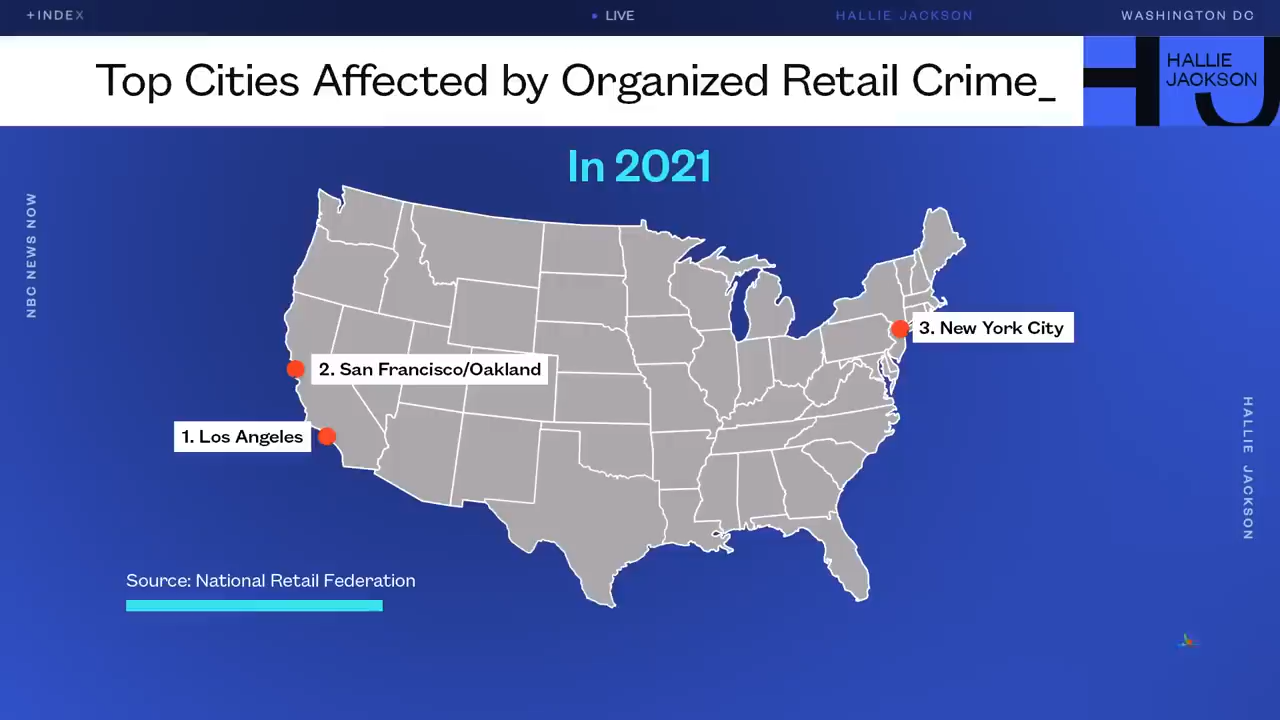 +INDEX
LIVE
HALLIE JACKSON
WASHINGTON DC
Top Cities Affected by Organized Retail Crime_
HALLIE
JACKSON
In 2021
NBC NEWS NOW
3. New York City
2. San Francisco/Oakland
1. Los Angeles
HALLIE JACKSON
Source: National Retail Federation